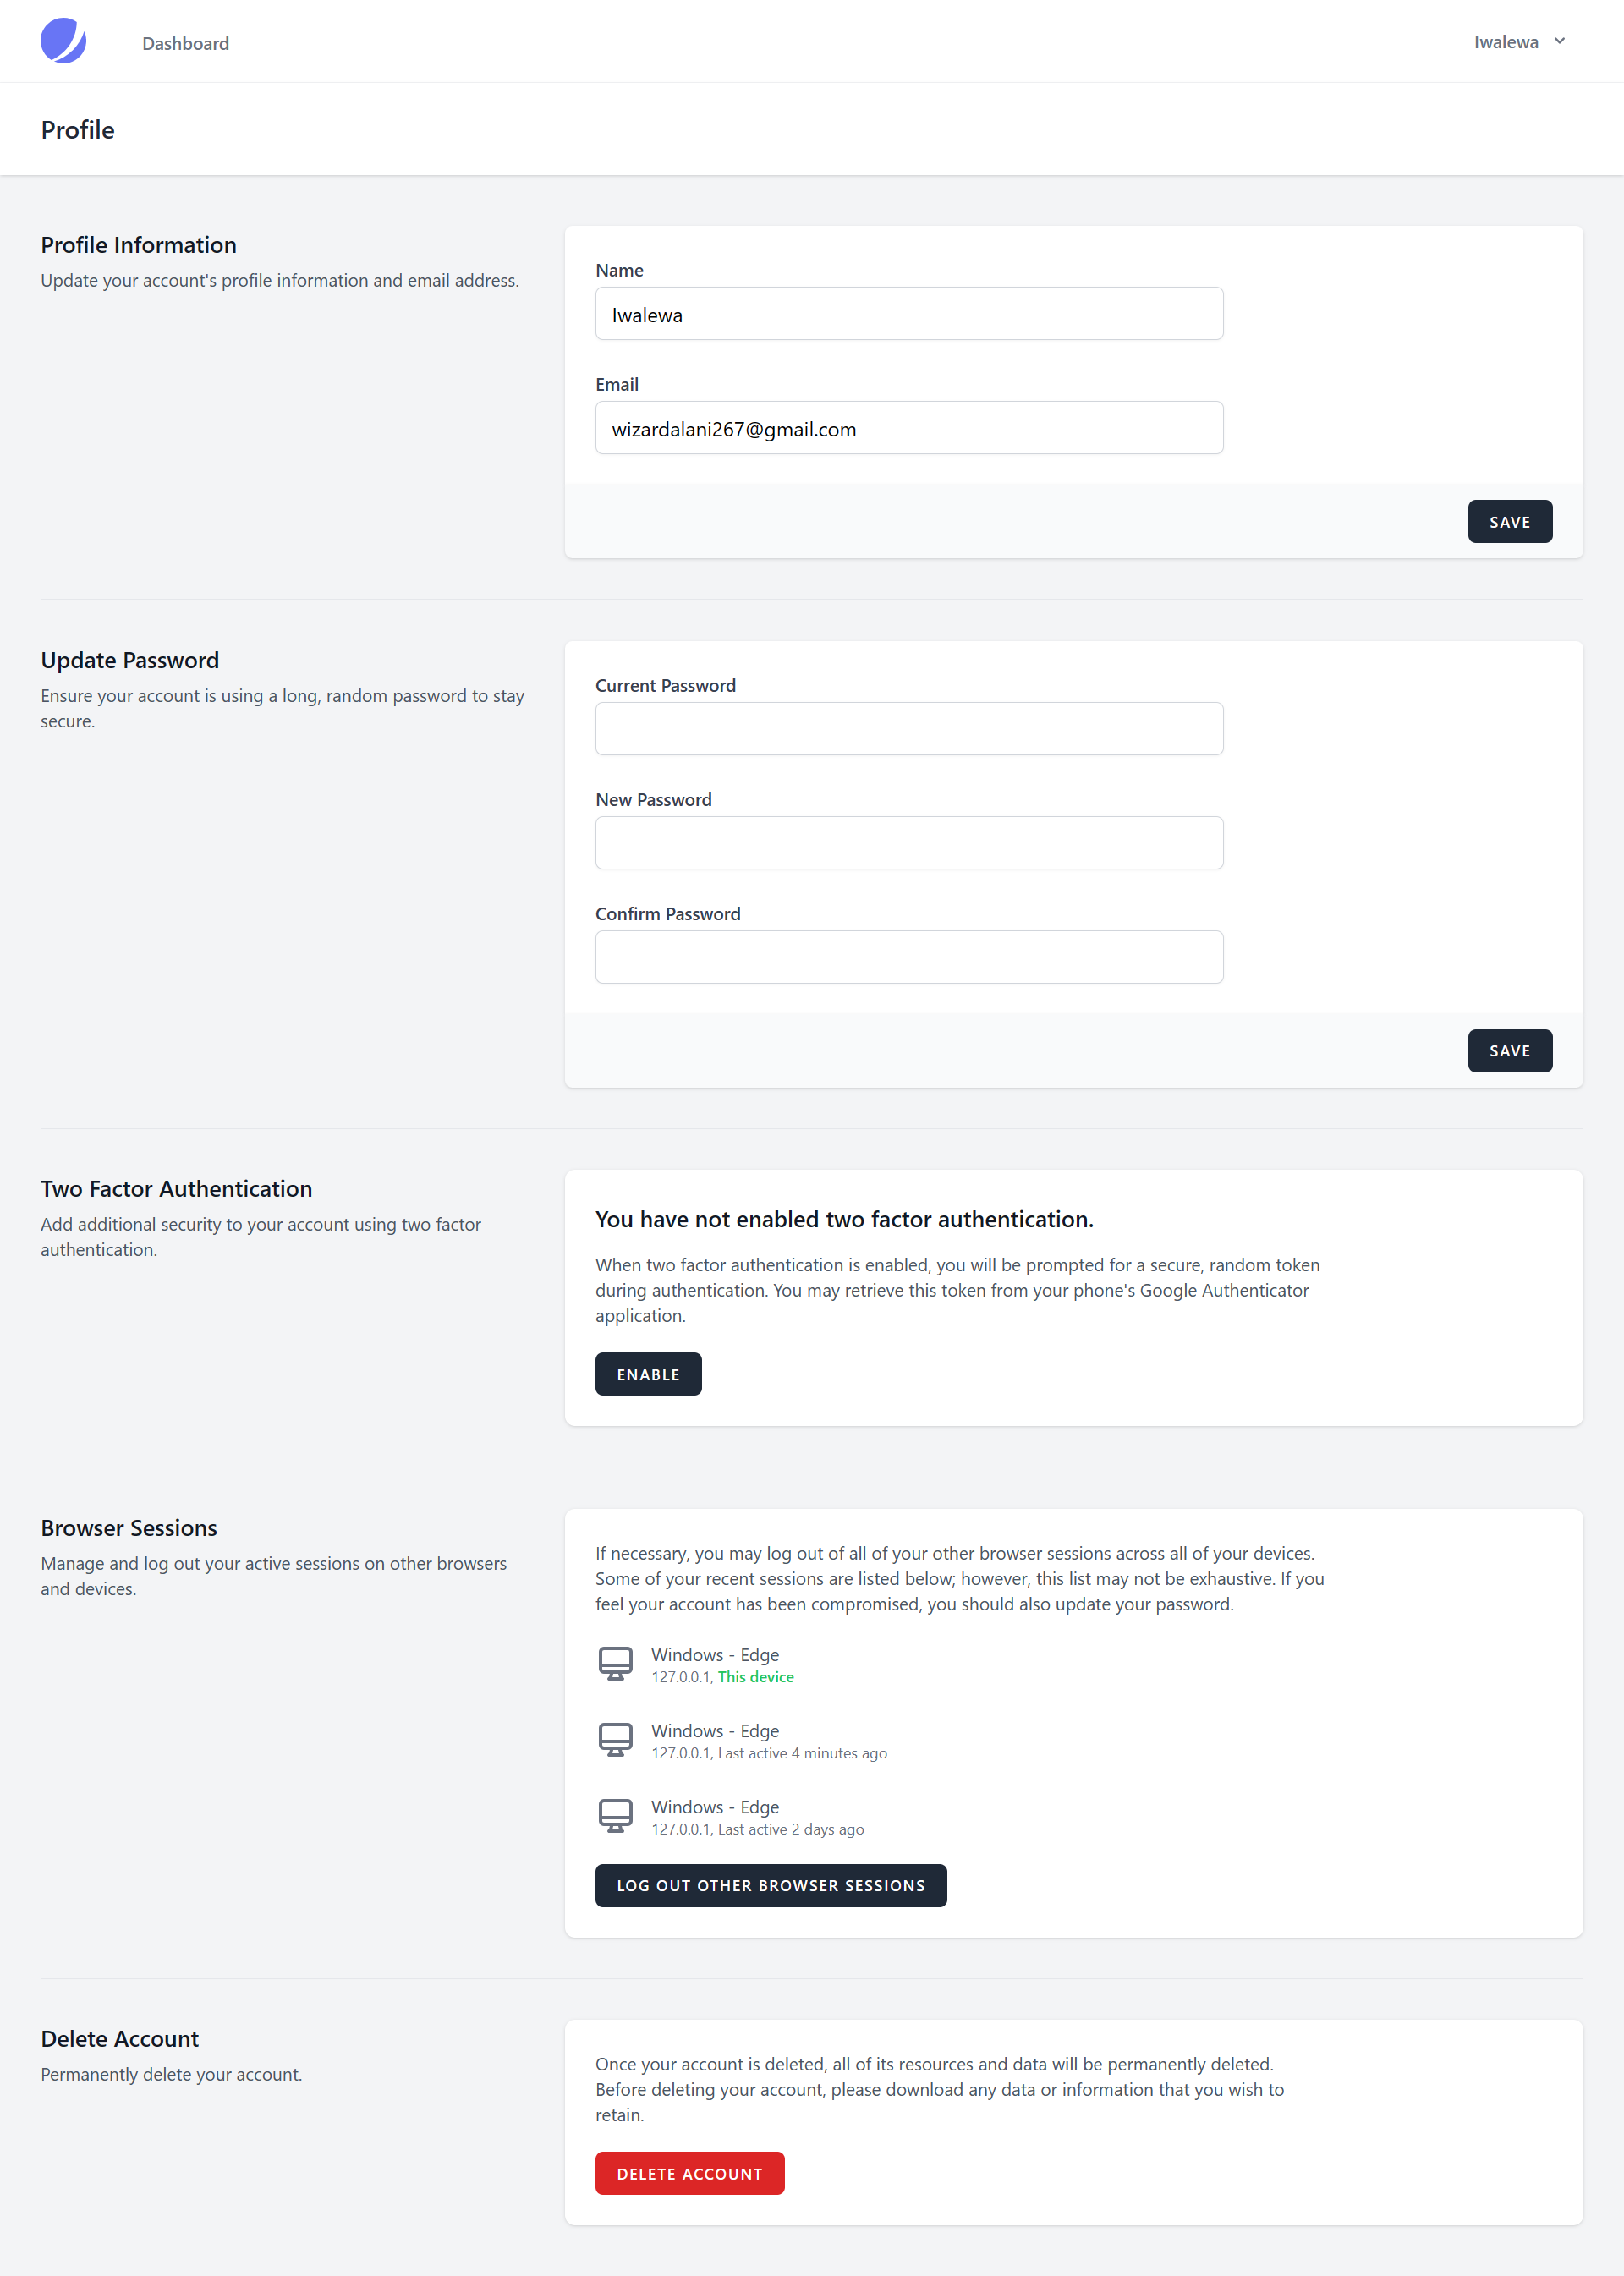 Dashboard
Iwalewa
Profile
Profile Information
Update your account's profile information and email address.
Name
Iwalewa
Email
wizardalani267@gmail.com
SAVE
Update Password
Ensure your account is using a long, random password to stay
secure.
Current Password
New Password
Confirm Password
SAVE
Two Factor Authentication
Add additional security to your account using two factor
authentication.
You have not enabled two factor authentication.
When two factor authentication is enabled, you will be prompted for a secure, random token
during authentication. You may retrieve this token from your phone's Google Authenticator
application.
ENABLE
Browser Sessions
Manage and log out your active sessions on other browsers
and devices.
If necessary, you may log out of all of your other browser sessions across all of your devices.
Some of your recent sessions are listed below; however, this list may not be exhaustive. If you
feel your account has been compromised, you should also update your password.
Windows - Edge
127.0.0.1, This device
Windows - Edge
127.0.0.1, Last active 4 minutes ago
Windows - Edge
127.0.0.1, Last active 2 days ago
LOG OUT OTHER BROWSER SESSIONS
Delete Account
Permanently delete your account.
Once your account is deleted, all of its resources and data will be permanently deleted.
Before deleting your account, please download any data or information that you wish to
retain.
DELETE ACCOUNT